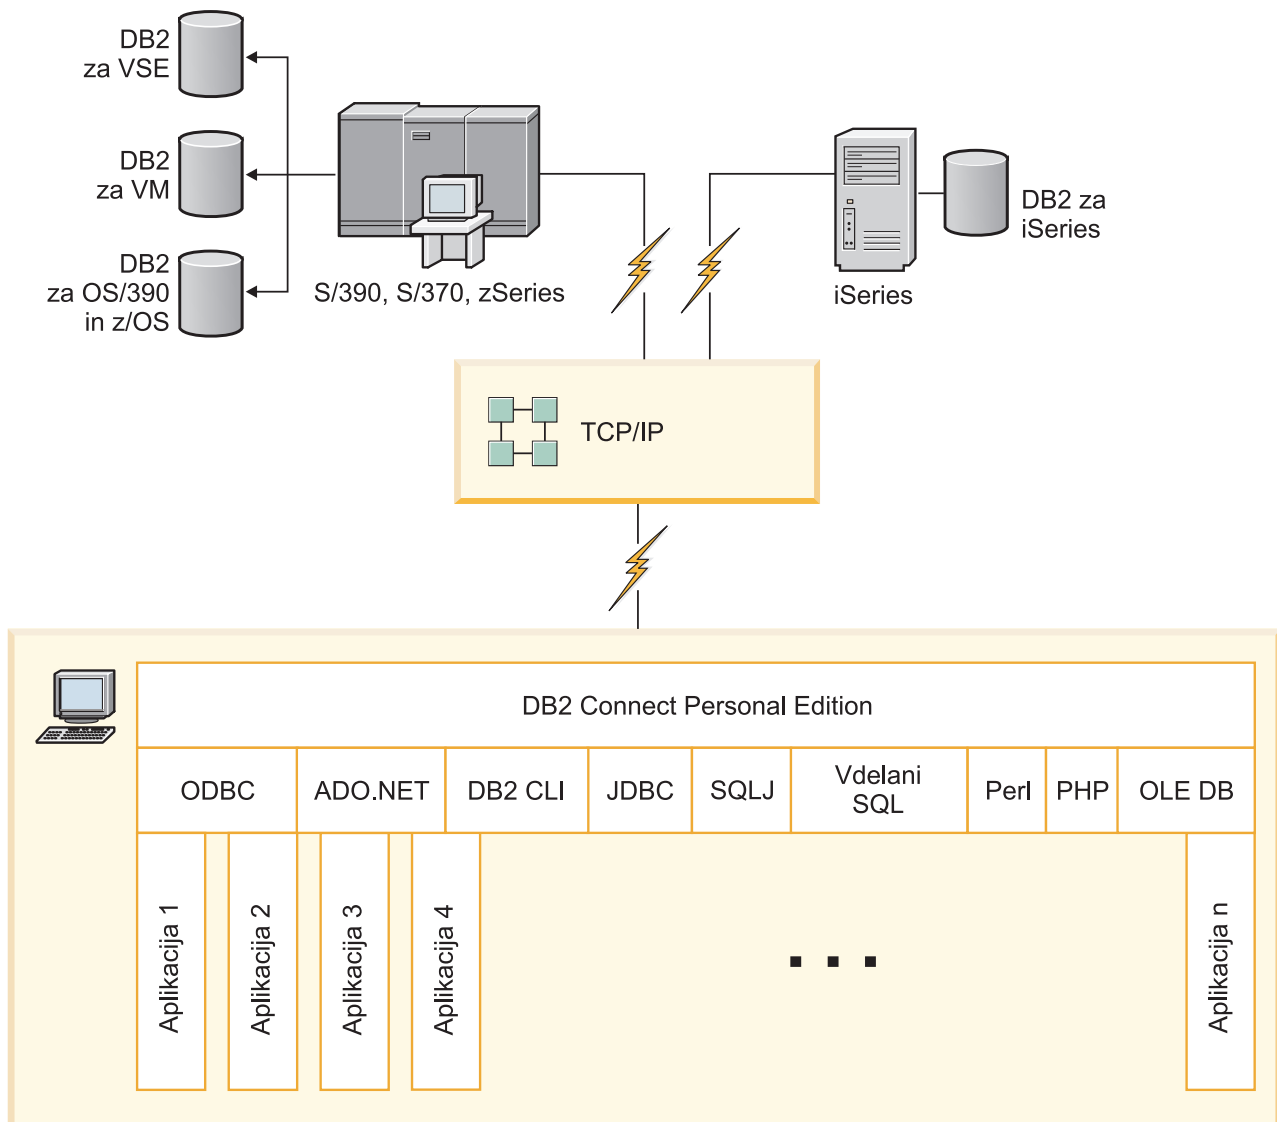 DB2
za VSE
DB2
za VM
DB2
za OS/390
in z/OS
S/390, S/370, zSeries
iSeries
DB2 za
iSeries
TCP/IP
DB2 Connect Personal Edition
ODBC
ADO.NET
DB2 CLI
JDBC
SQLJ
Vdelani
SQL
Perl
PHP
OLE DB
Aplikacija 1
Aplikacija 2
Aplikacija 3
Aplikacija 4
. . .
Aplikacija n